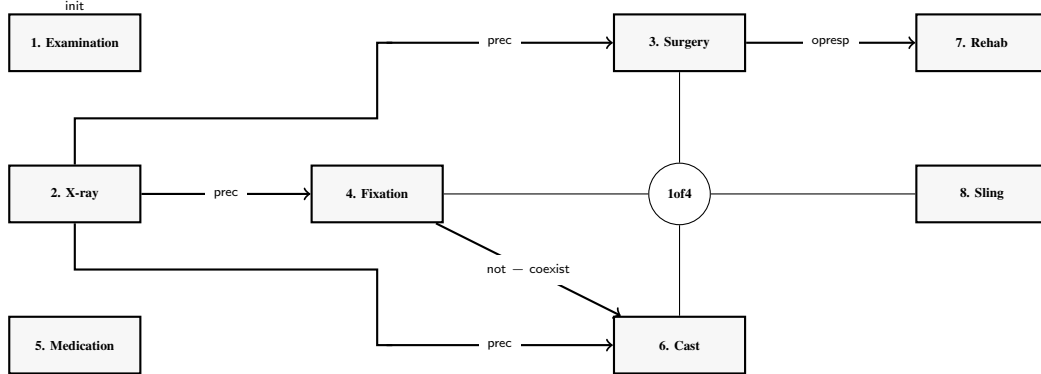 init
1. Examination
prec
3. Surgery
opresp
7. Rehab
2. X-ray
prec
4. Fixation
1of4
8. Sling
not − coexist
5. Medication
prec
6. Cast